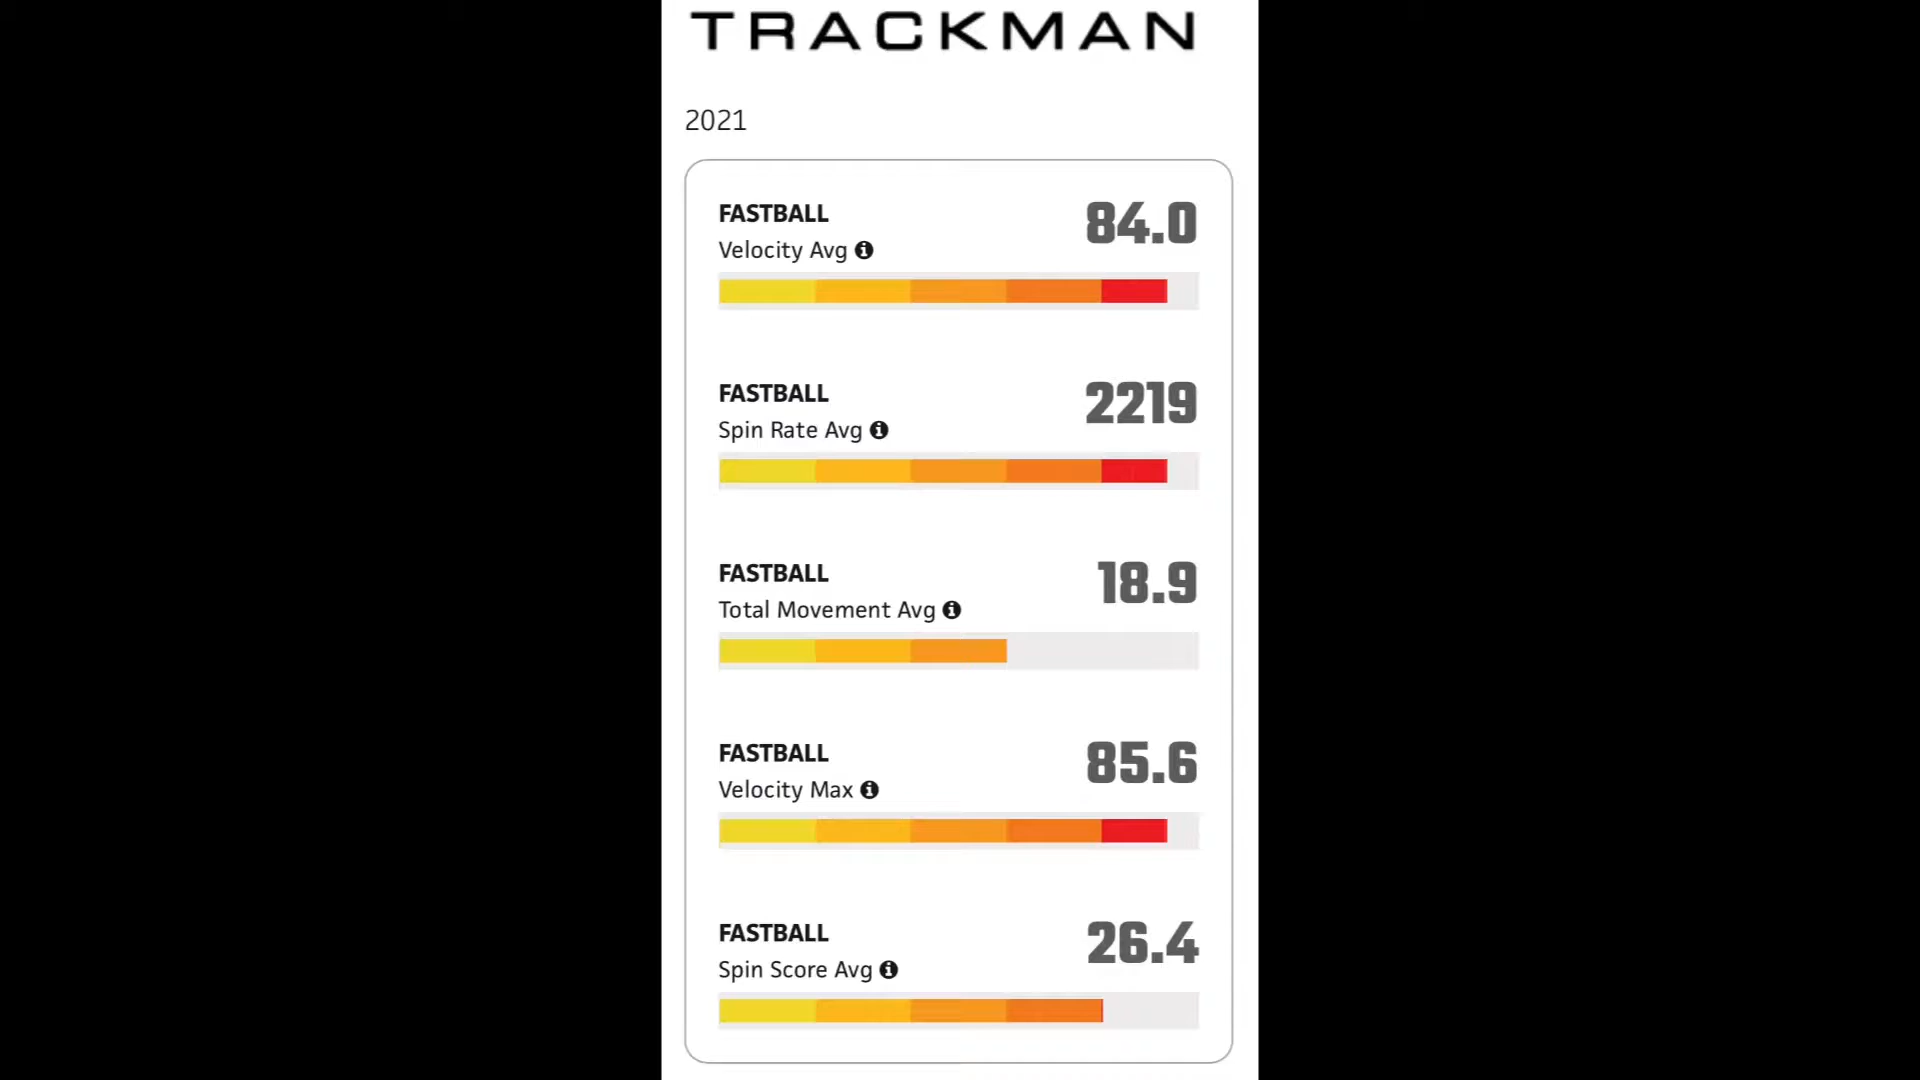 TRACKMAN
2021
FASTBALL
84.0
Velocity Avg
FASTBALL
2219
Spin Rate Avg
FASTBALL
18.9
Total Movement Avg
FASTBALL
85.6
Velocity Max
FASTBALL
26.4
Spin Score Avg